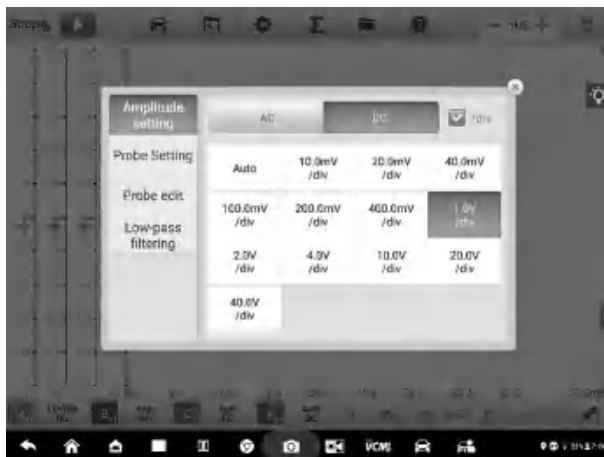 Scope
1MS
Amplitude
setting
AC
DC
/div
Probe Setting
Auto
10.0mV
/div
20.0mV
/div
40.0mV
/div
Probe edit
100.0mV
/div
200.0mV
/div
400.0mV
/div
1.0V
/div
Low-pass
filtering
2.0V
/div
4.0V
/div
10.0V
/div
20.0V
/div
40.0V
/div
VCMI